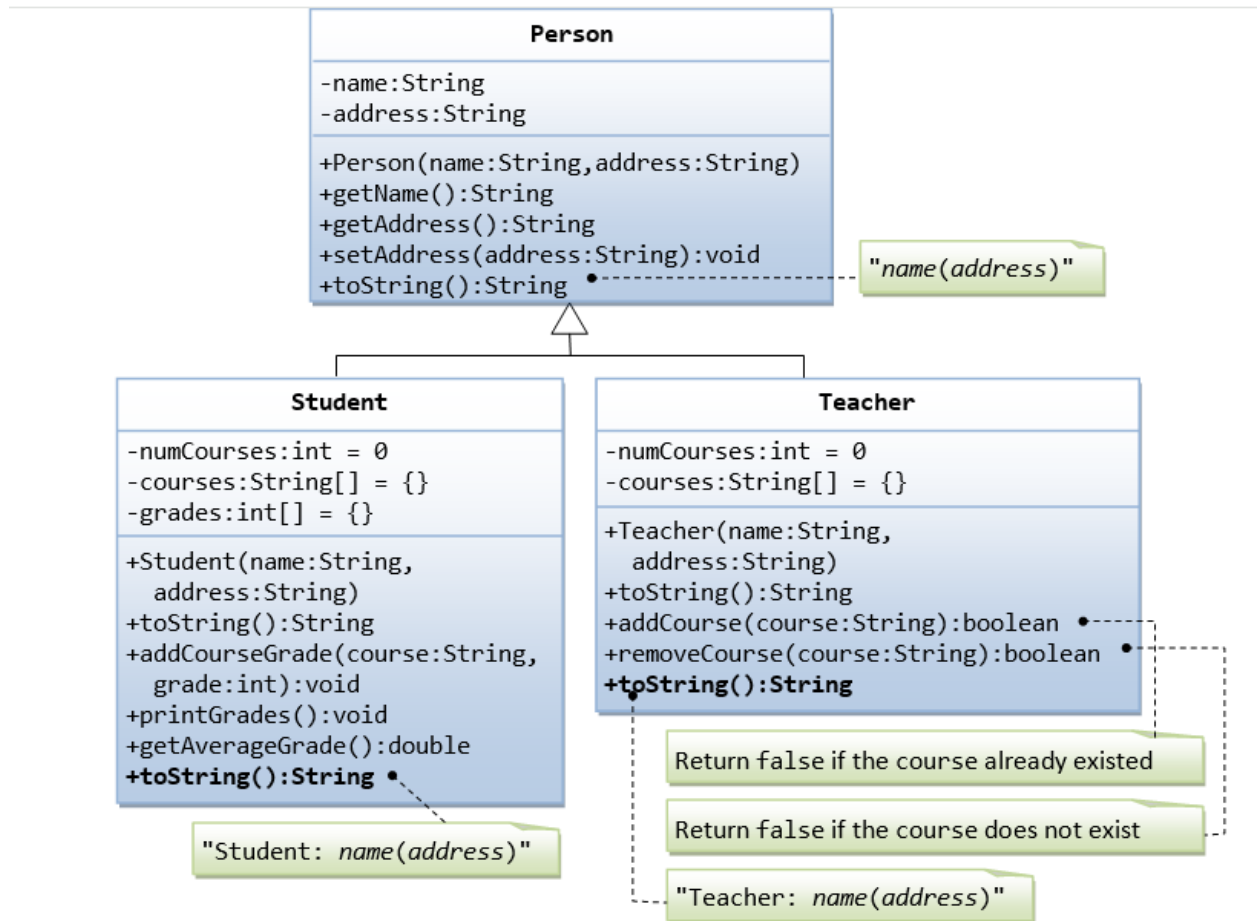 Person
-name:String
-address:String
+Person(name:String,address:String)
+getName():String
+getAddress():String
+setAddress(address:String):void
+toString():String
"name(address)"
Student
-numCourses:int = 0
-courses:String[] = {}
-grades:int[] = {}
+Student(name:String,
address:String)
+toString():String
+addCourseGrade(course:String,
grade:int):void
+printGrades():void
+getAverageGrade():double
+toString():String
"Student: name(address)"
Teacher
-numCourses:int = 0
-courses:String[] = {}
+Teacher(name:String,
address:String)
+toString():String
+addCourse(course:String):boolean
+removeCourse(course:String):boolean
+toString():String
Return false if the course already existed
Return false if the course does not exist
"Teacher: name(address)"